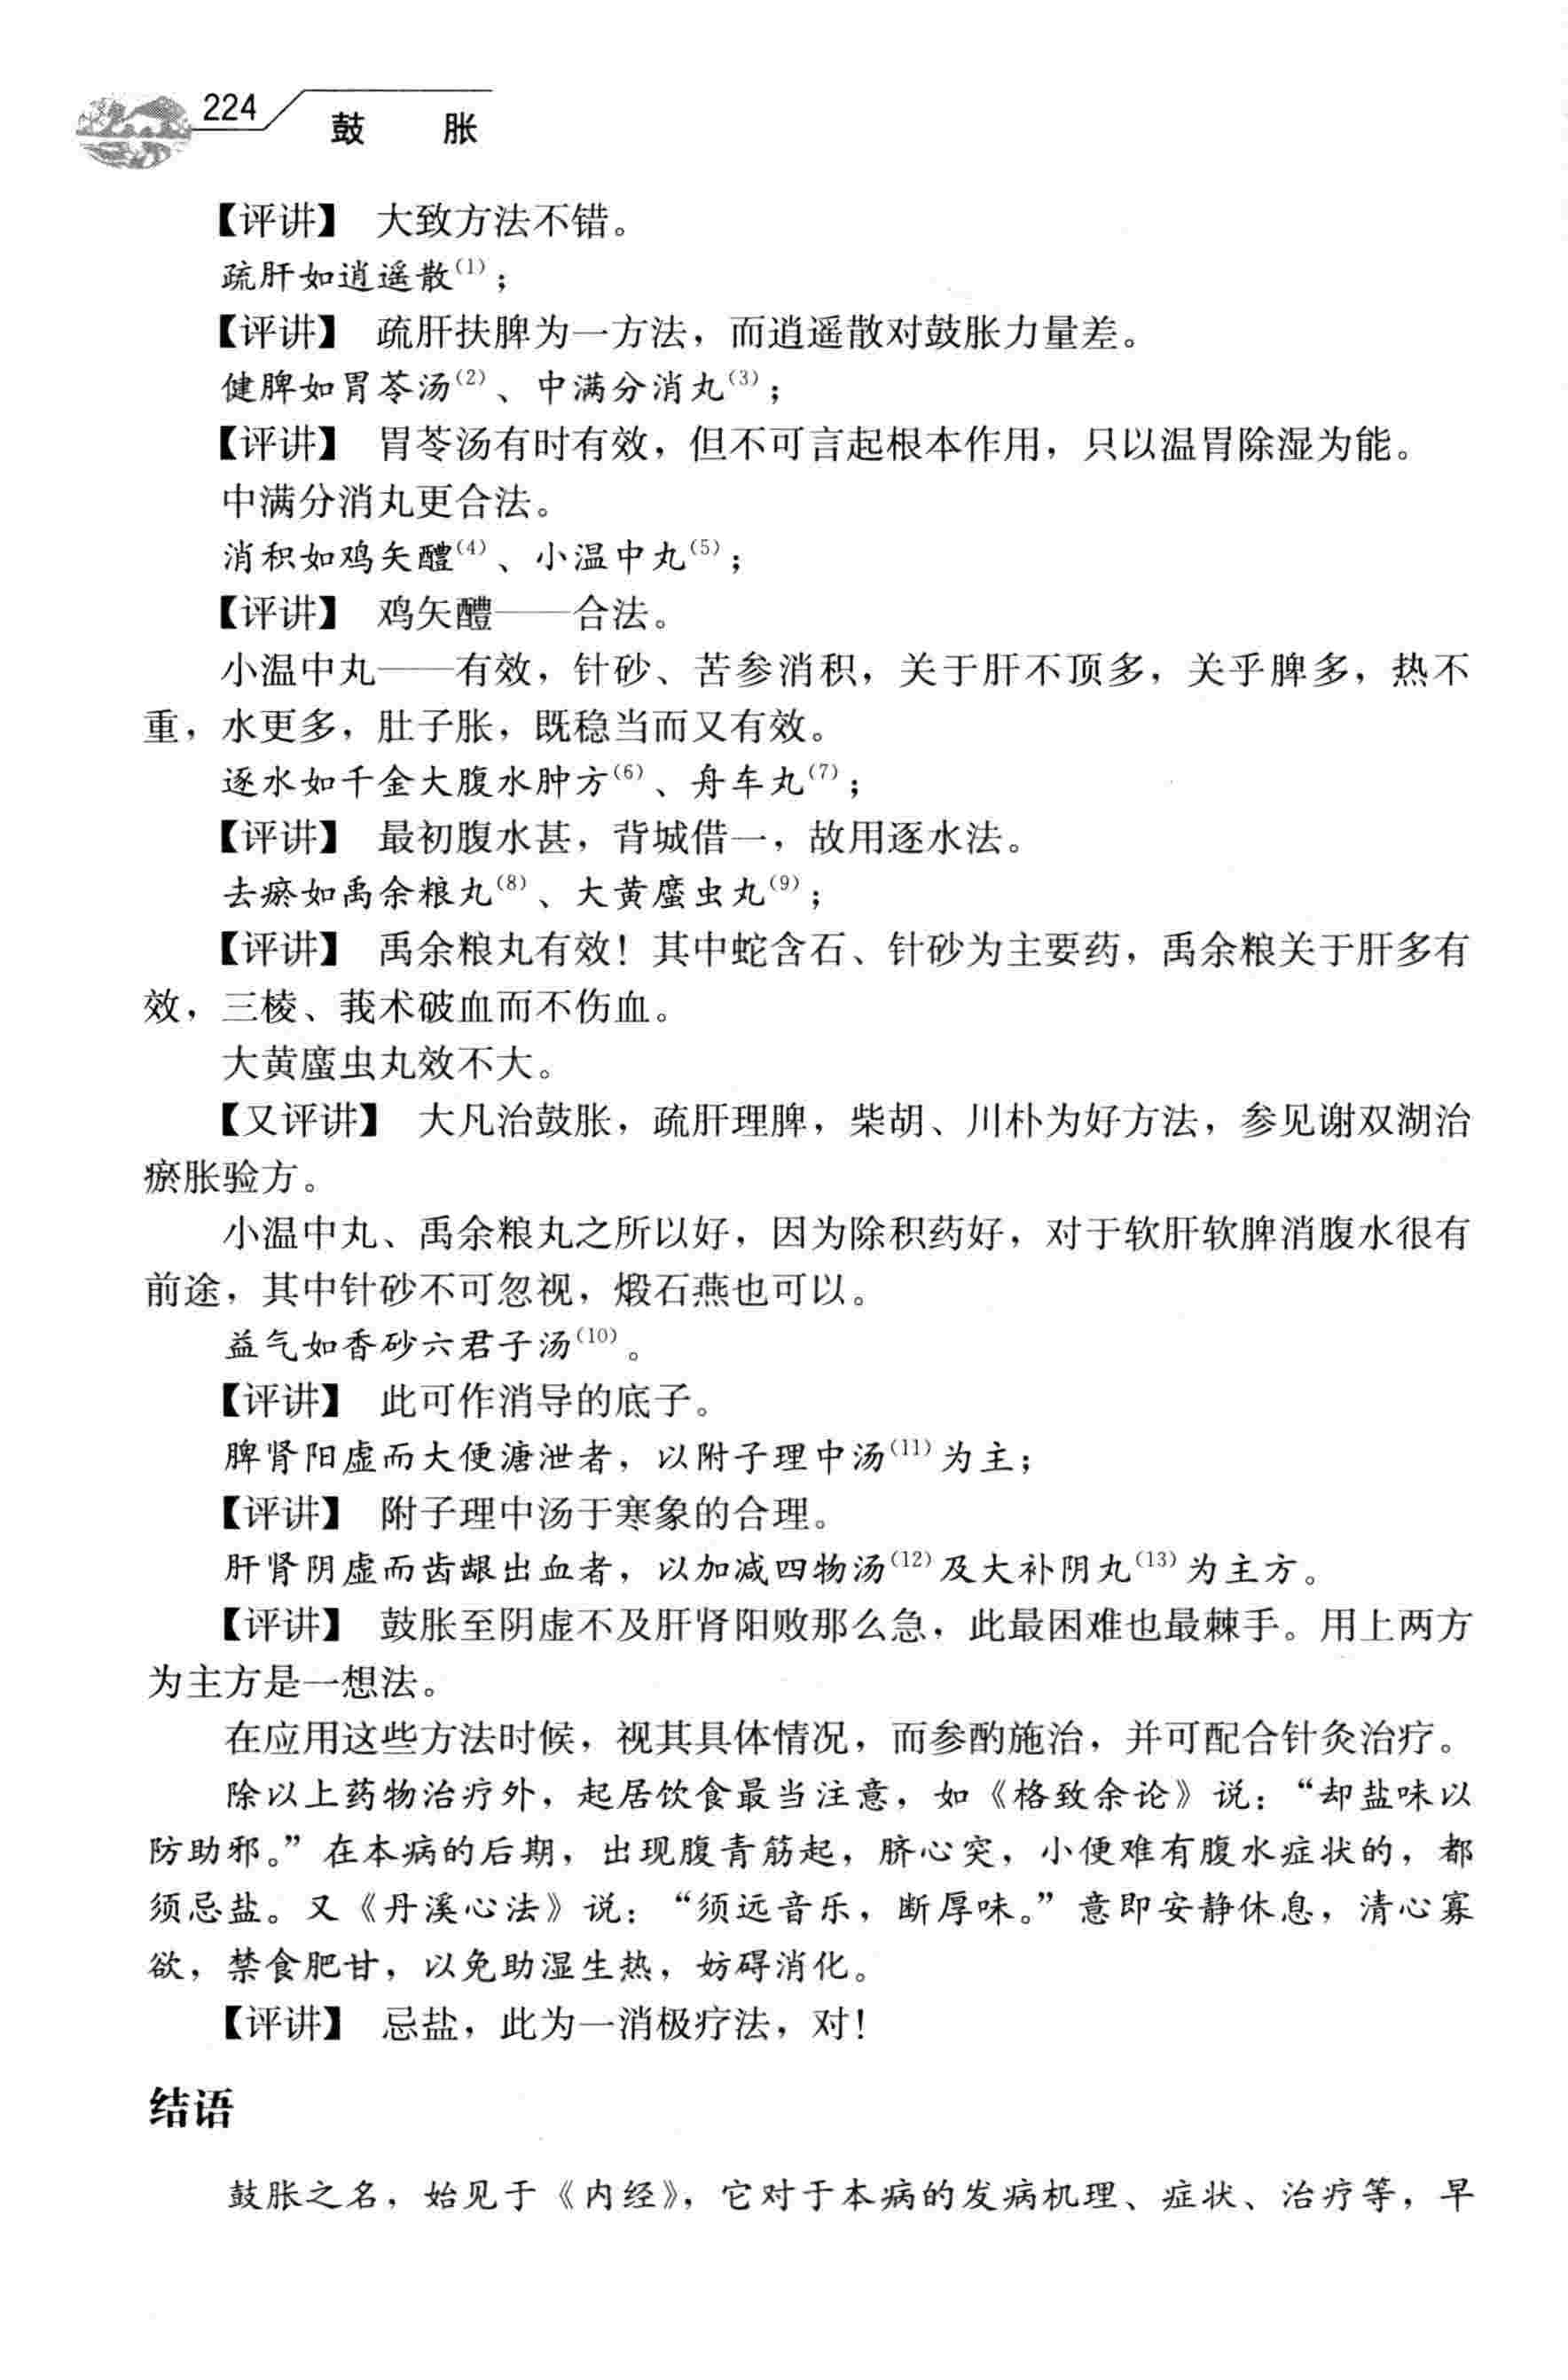 224
鼓 胀
【评讲】 大致方法不错。
疏肝如逍遥散(1)；
【评讲】 疏肝扶脾为一方法，而逍遥散对鼓胀力量差。
健脾如胃苓汤(2)、中满分消丸(3)；
【评讲】 胃苓汤有时有效，但不可言起根本作用，只以温胃除湿为能。
中满分消丸更合法。
消积如鸡矢醴(4)、小温中丸(5)；
【评讲】 鸡矢醴——合法。
小温中丸——有效，针砂、苦参消积，关于肝不顶多，关乎脾多，热不
重，水更多，肚子胀，既稳当而又有效。
逐水如千金大腹水肿方(6)、舟车丸(7)；
【评讲】 最初腹水甚，背城借一，故用逐水法。
去瘀如禹余粮丸(8)、大黄䗪虫丸(9)；
【评讲】 禹余粮丸有效！其中蛇含石、针砂为主要药，禹余粮关于肝多有
效，三棱、莪术破血而不伤血。
大黄䗪虫丸效不大。
【又评讲】 大凡治鼓胀，疏肝理脾，柴胡、川朴为好方法，参见谢双湖治
瘀胀验方。
小温中丸、禹余粮丸之所以好，因为除积药好，对于软肝软脾消腹水很有
前途，其中针砂不可忽视，煅石燕也可以。
益气如香砂六君子汤(10)。
【评讲】 此可作消导的底子。
脾肾阳虚而大便溏泄者，以附子理中汤(11)为主；
【评讲】 附子理中汤于寒象的合理。
肝肾阴虚而齿龈出血者，以加减四物汤(12)及大补阴丸(13)为主方。
【评讲】 鼓胀至阴虚不及肝肾阳败那么急，此最困难也最棘手。用上两方
为主方是一想法。
在应用这些方法时候，视其具体情况，而参酌施治，并可配合针灸治疗。
除以上药物治疗外，起居饮食最当注意，如《格致余论》说：“却盐味以
防助邪。”在本病的后期，出现腹青筋起，脐心突，小便难有腹水症状的，都
须忌盐。又《丹溪心法》说：“须远音乐，断厚味。”意即安静休息，清心寡
欲，禁食肥甘，以免助湿生热，妨碍消化。
【评讲】 忌盐，此为一消极疗法，对！
结语
鼓胀之名，始见于《内经》，它对于本病的发病机理、症状、治疗等，早